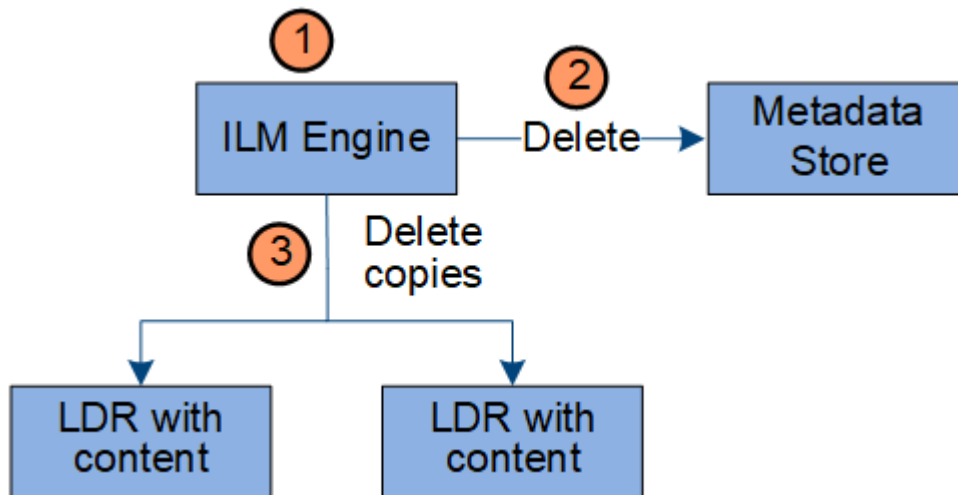 1
2
ILM Engine
Delete
Metadata
Store
3
Delete
copies
LDR with
content
LDR with
content